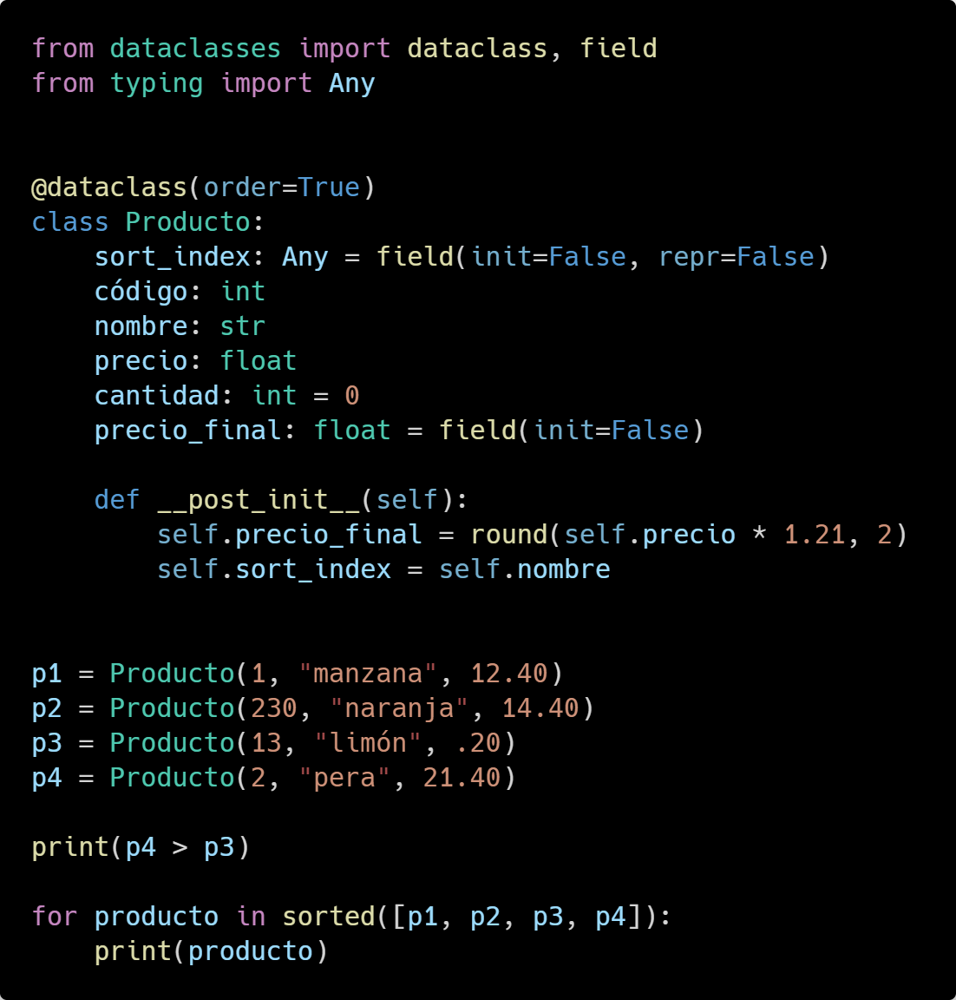 from dataclasses import dataclass, field
from typing import Any
@dataclass(order=True)
class Producto:
    sort_index: Any = field(init=False, repr=False)
    código: int
    nombre: str
    precio: float
    cantidad: int = 0
    precio_final: float = field(init=False)
    def __post_init__(self):
        self.precio_final = round(self.precio * 1.21, 2)
        self.sort_index = self.nombre
p1 = Producto(1, "manzana", 12.40)
p2 = Producto(230, "naranja", 14.40)
p3 = Producto(13, "limón", .20)
p4 = Producto(2, "pera", 21.40)
print(p4 > p3)
for producto in sorted([p1, p2, p3, p4]):
    print(producto)